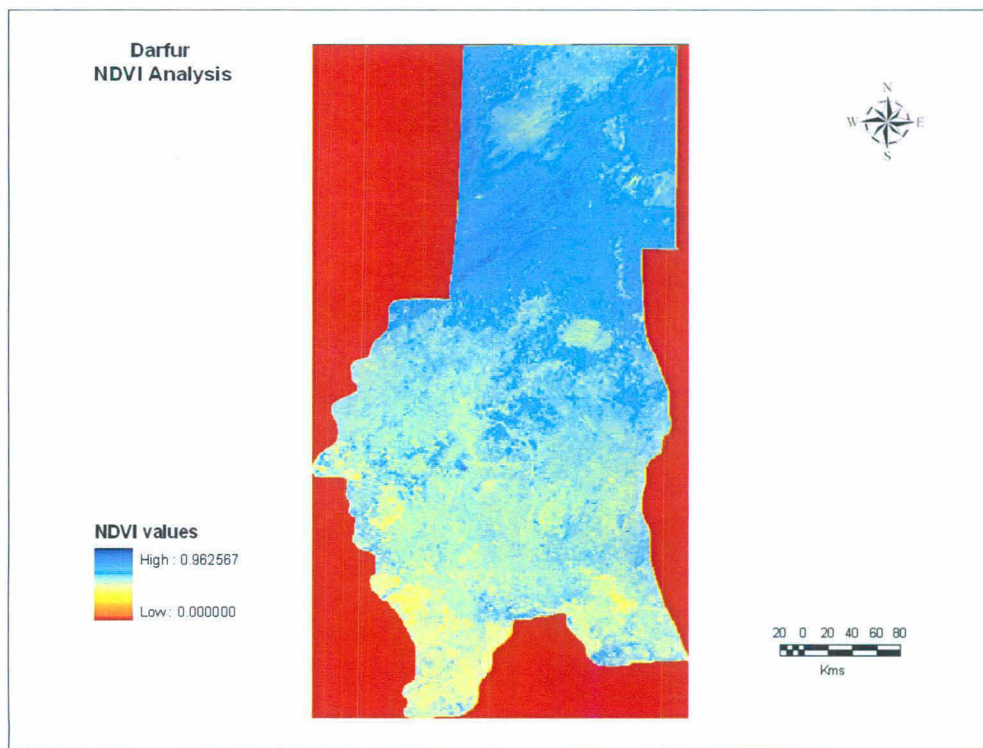 Darfur
NDVI Analysis
N
W E
S
NDVI values
High : 0.962567
Low : 0.000000
20 0 20 40 60 80
Kms